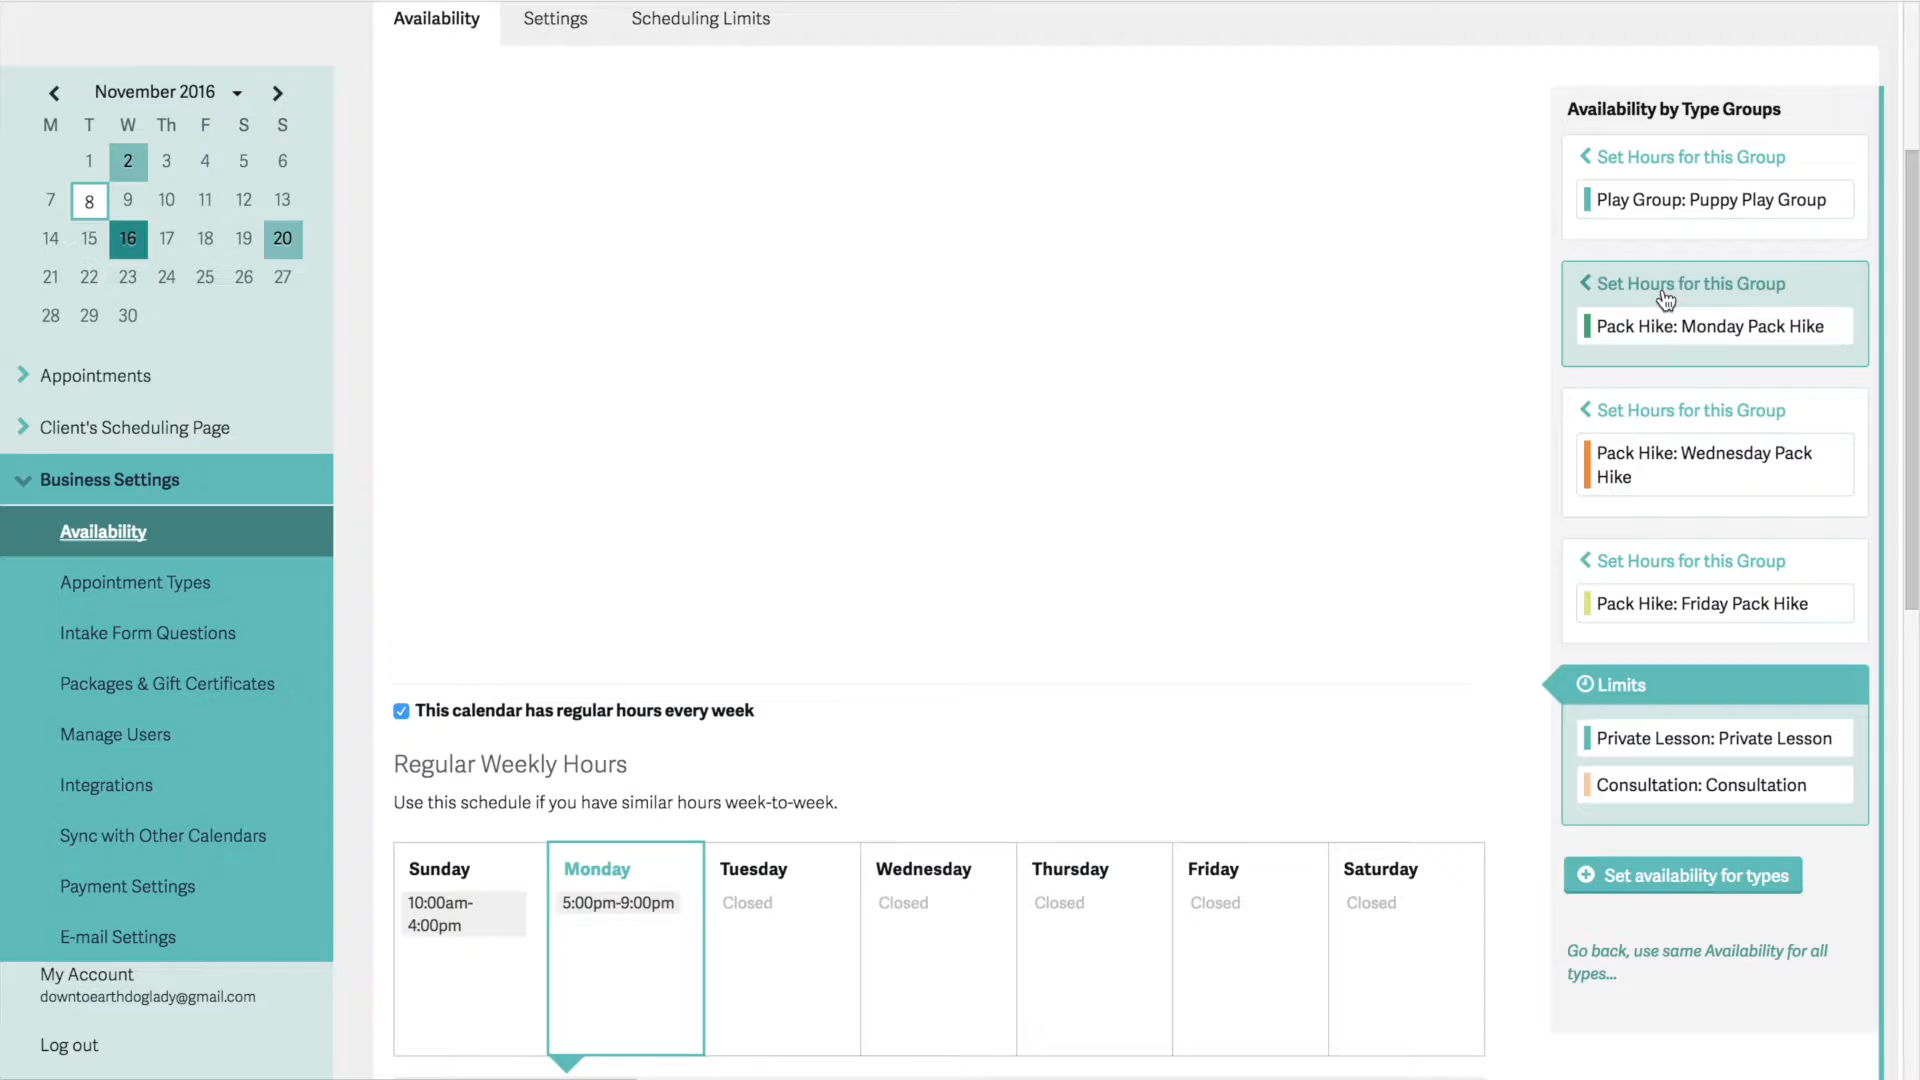 Availability
Settings
Scheduling Limits
November 2016
M T W Th F S S
1 2 3 4 5 6
7 8 9 10 11 12 13
14 15 16 17 18 19 20
21 22 23 24 25 26 27
28 29 30
Appointments
Client's Scheduling Page
Business Settings
Availability
Appointment Types
Intake Form Questions
Packages & Gift Certificates
Manage Users
Integrations
Sync with Other Calendars
Payment Settings
E-mail Settings
My Account
downtoearthdoglady@gmail.com
Log out
This calendar has regular hours every week
Regular Weekly Hours
Use this schedule if you have similar hours week-to-week.
Sunday
10:00am-
4:00pm
Monday
5:00pm-9:00pm
Tuesday
Closed
Wednesday
Closed
Thursday
Closed
Friday
Closed
Saturday
Closed
Availability by Type Groups
Set Hours for this Group
Play Group: Puppy Play Group
Set Hours for this Group
Pack Hike: Monday Pack Hike
Set Hours for this Group
Pack Hike: Wednesday Pack
Hike
Set Hours for this Group
Pack Hike: Friday Pack Hike
Limits
Private Lesson: Private Lesson
Consultation: Consultation
Set availability for types
Go back, use same Availability for all
types...